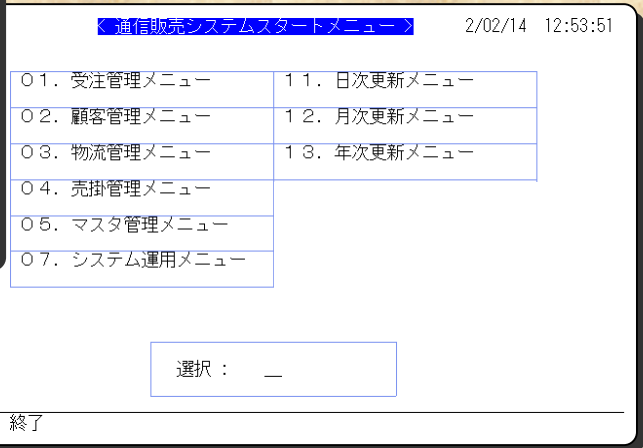 < 通信販売システムスタートメニュー > 2/02/14 12:53:51
01. 受注管理メニュー 11. 日次更新メニュー
02. 顧客管理メニュー 12. 月次更新メニュー
03. 物流管理メニュー 13. 年次更新メニュー
04. 売掛管理メニュー
05. マスタ管理メニュー
07. システム運用メニュー
選択 : __
終了